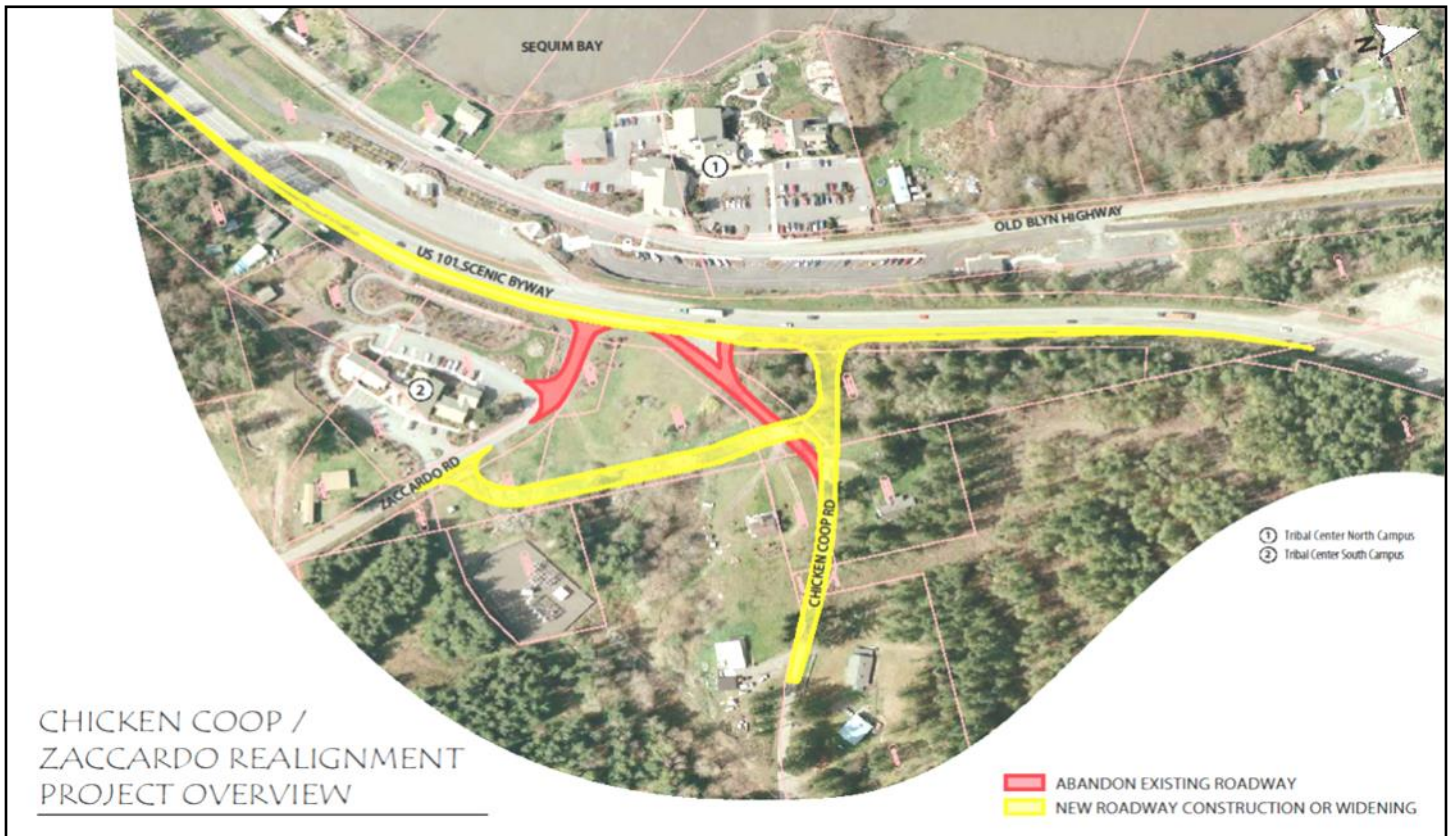 SEQUIM BAY
N
1
OLD BLYN HIGHWAY
US 101 SCENIC BYWAY
2
ZACCARDO RD
CHICKEN COOP RD
1 Tribal Center North Campus
2 Tribal Center South Campus
CHICKEN COOP /
ZACCARDO REALIGNMENT
PROJECT OVERVIEW
ABANDON EXISTING ROADWAY
NEW ROADWAY CONSTRUCTION OR WIDENING